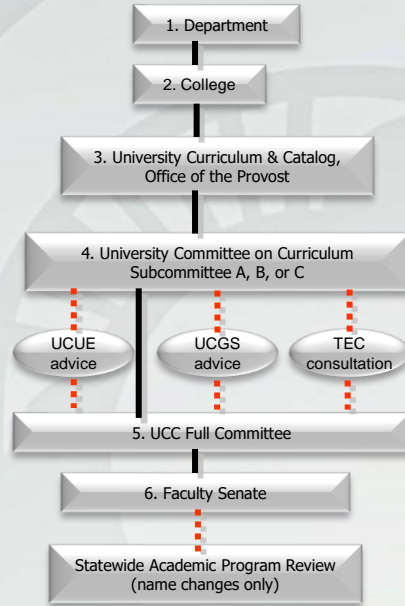 1. Department
2. College
3. University Curriculum & Catalog,
Office of the Provost
4. University Committee on Curriculum
Subcommittee A, B, or C
UCUE
advice
UCGS
advice
TEC
consultation
5. UCC Full Committee
6. Faculty Senate
Statewide Academic Program Review
(name changes only)